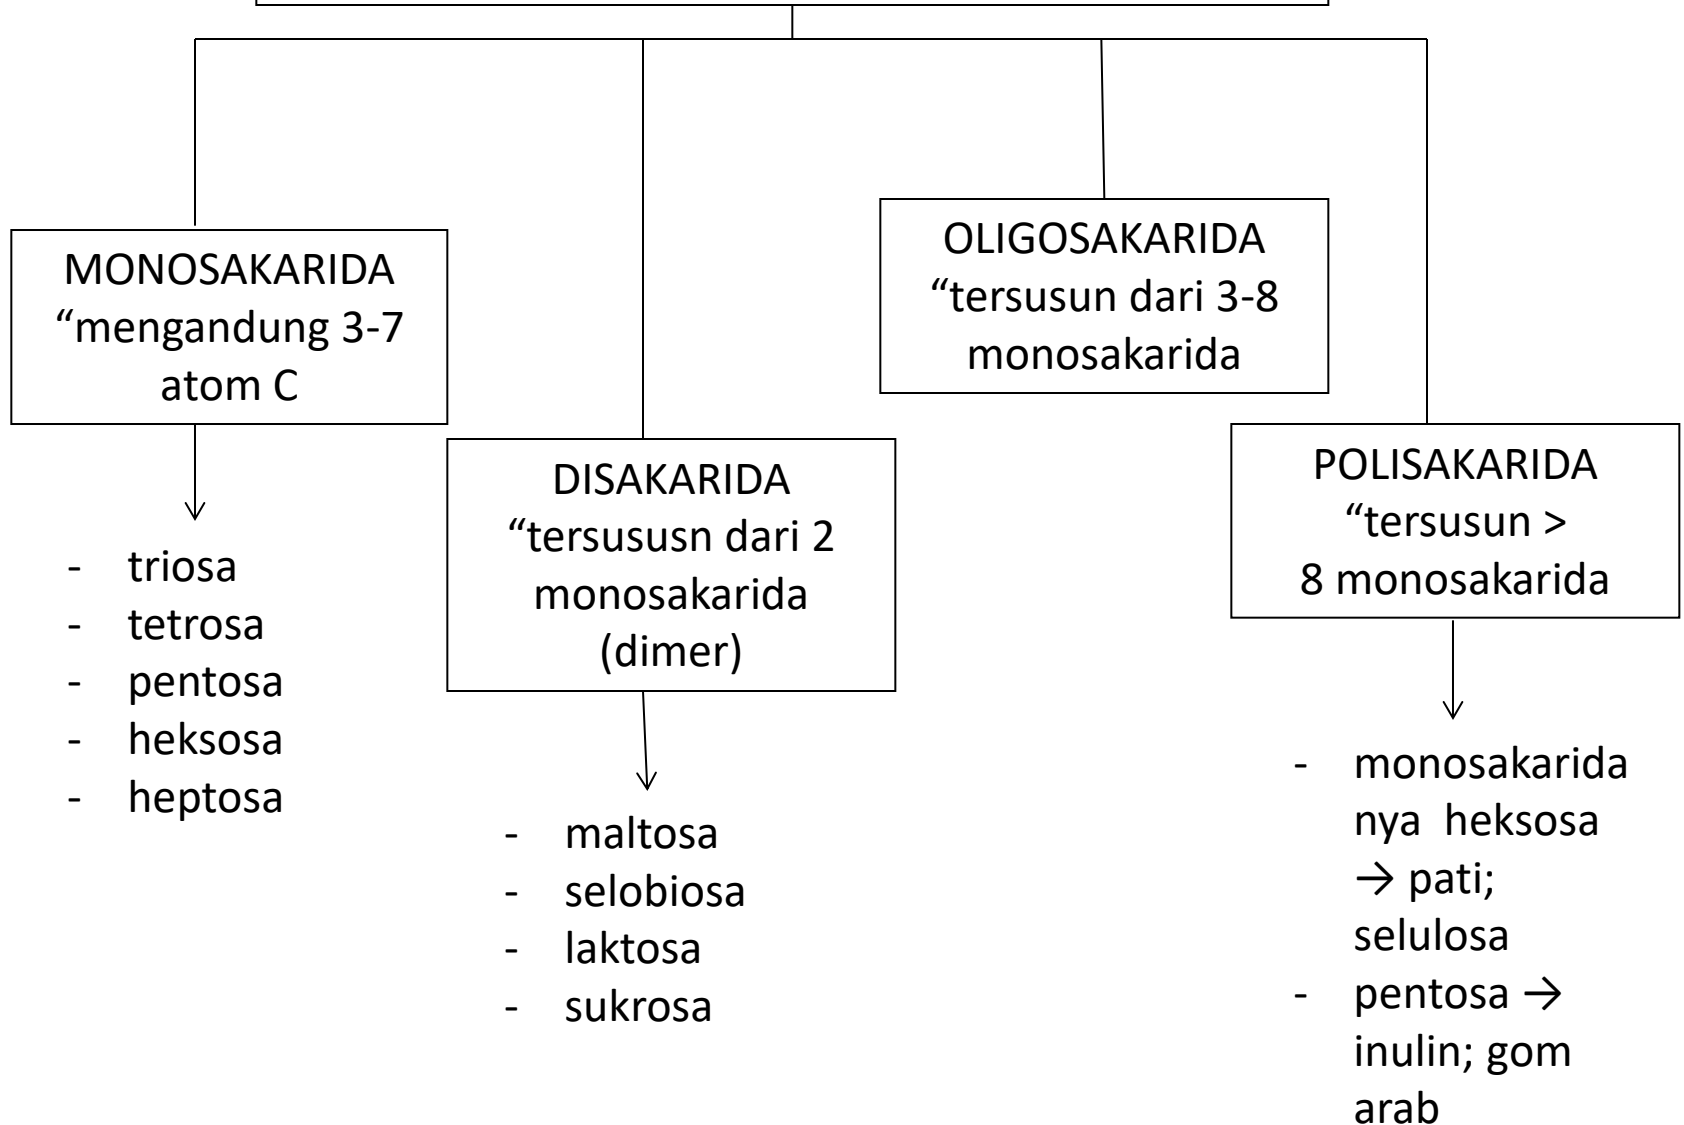 MONOSAKARIDA
“mengandung 3-7
atom C
- triosa
- tetrosa
- pentosa
- heksosa
- heptosa
DISAKARIDA
“tersususn dari 2
monosakarida
(dimer)
- maltosa
- selobiosa
- laktosa
- sukrosa
OLIGOSAKARIDA
“tersusun dari 3-8
monosakarida
POLISAKARIDA
“tersusun >
8 monosakarida
- monosakarida
nya heksosa
→ pati;
selulosa
- pentosa →
inulin; gom
arab